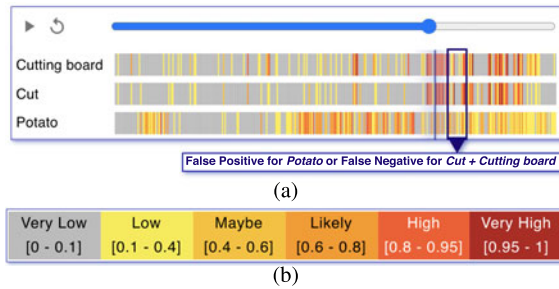 Cutting board
Cut
Potato
False Positive for Potato or False Negative for Cut + Cutting board
(a)
Very Low Low Maybe Likely High Very High
[0 - 0.1] [0.1 - 0.4] [0.4 - 0.6] [0.6 - 0.8] [0.8 - 0.95] [0.95 - 1]
(b)